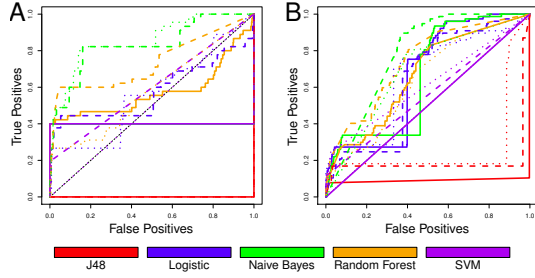 A
B
True Positives
1.0
0.8
0.6
0.4
0.2
0.0
0.0 0.2 0.4 0.6 0.8 1.0
False Positives
True Positives
1.0
0.8
0.6
0.4
0.2
0.0
0.0 0.2 0.4 0.6 0.8 1.0
False Positives
J48 Logistic Naive Bayes Random Forest SVM